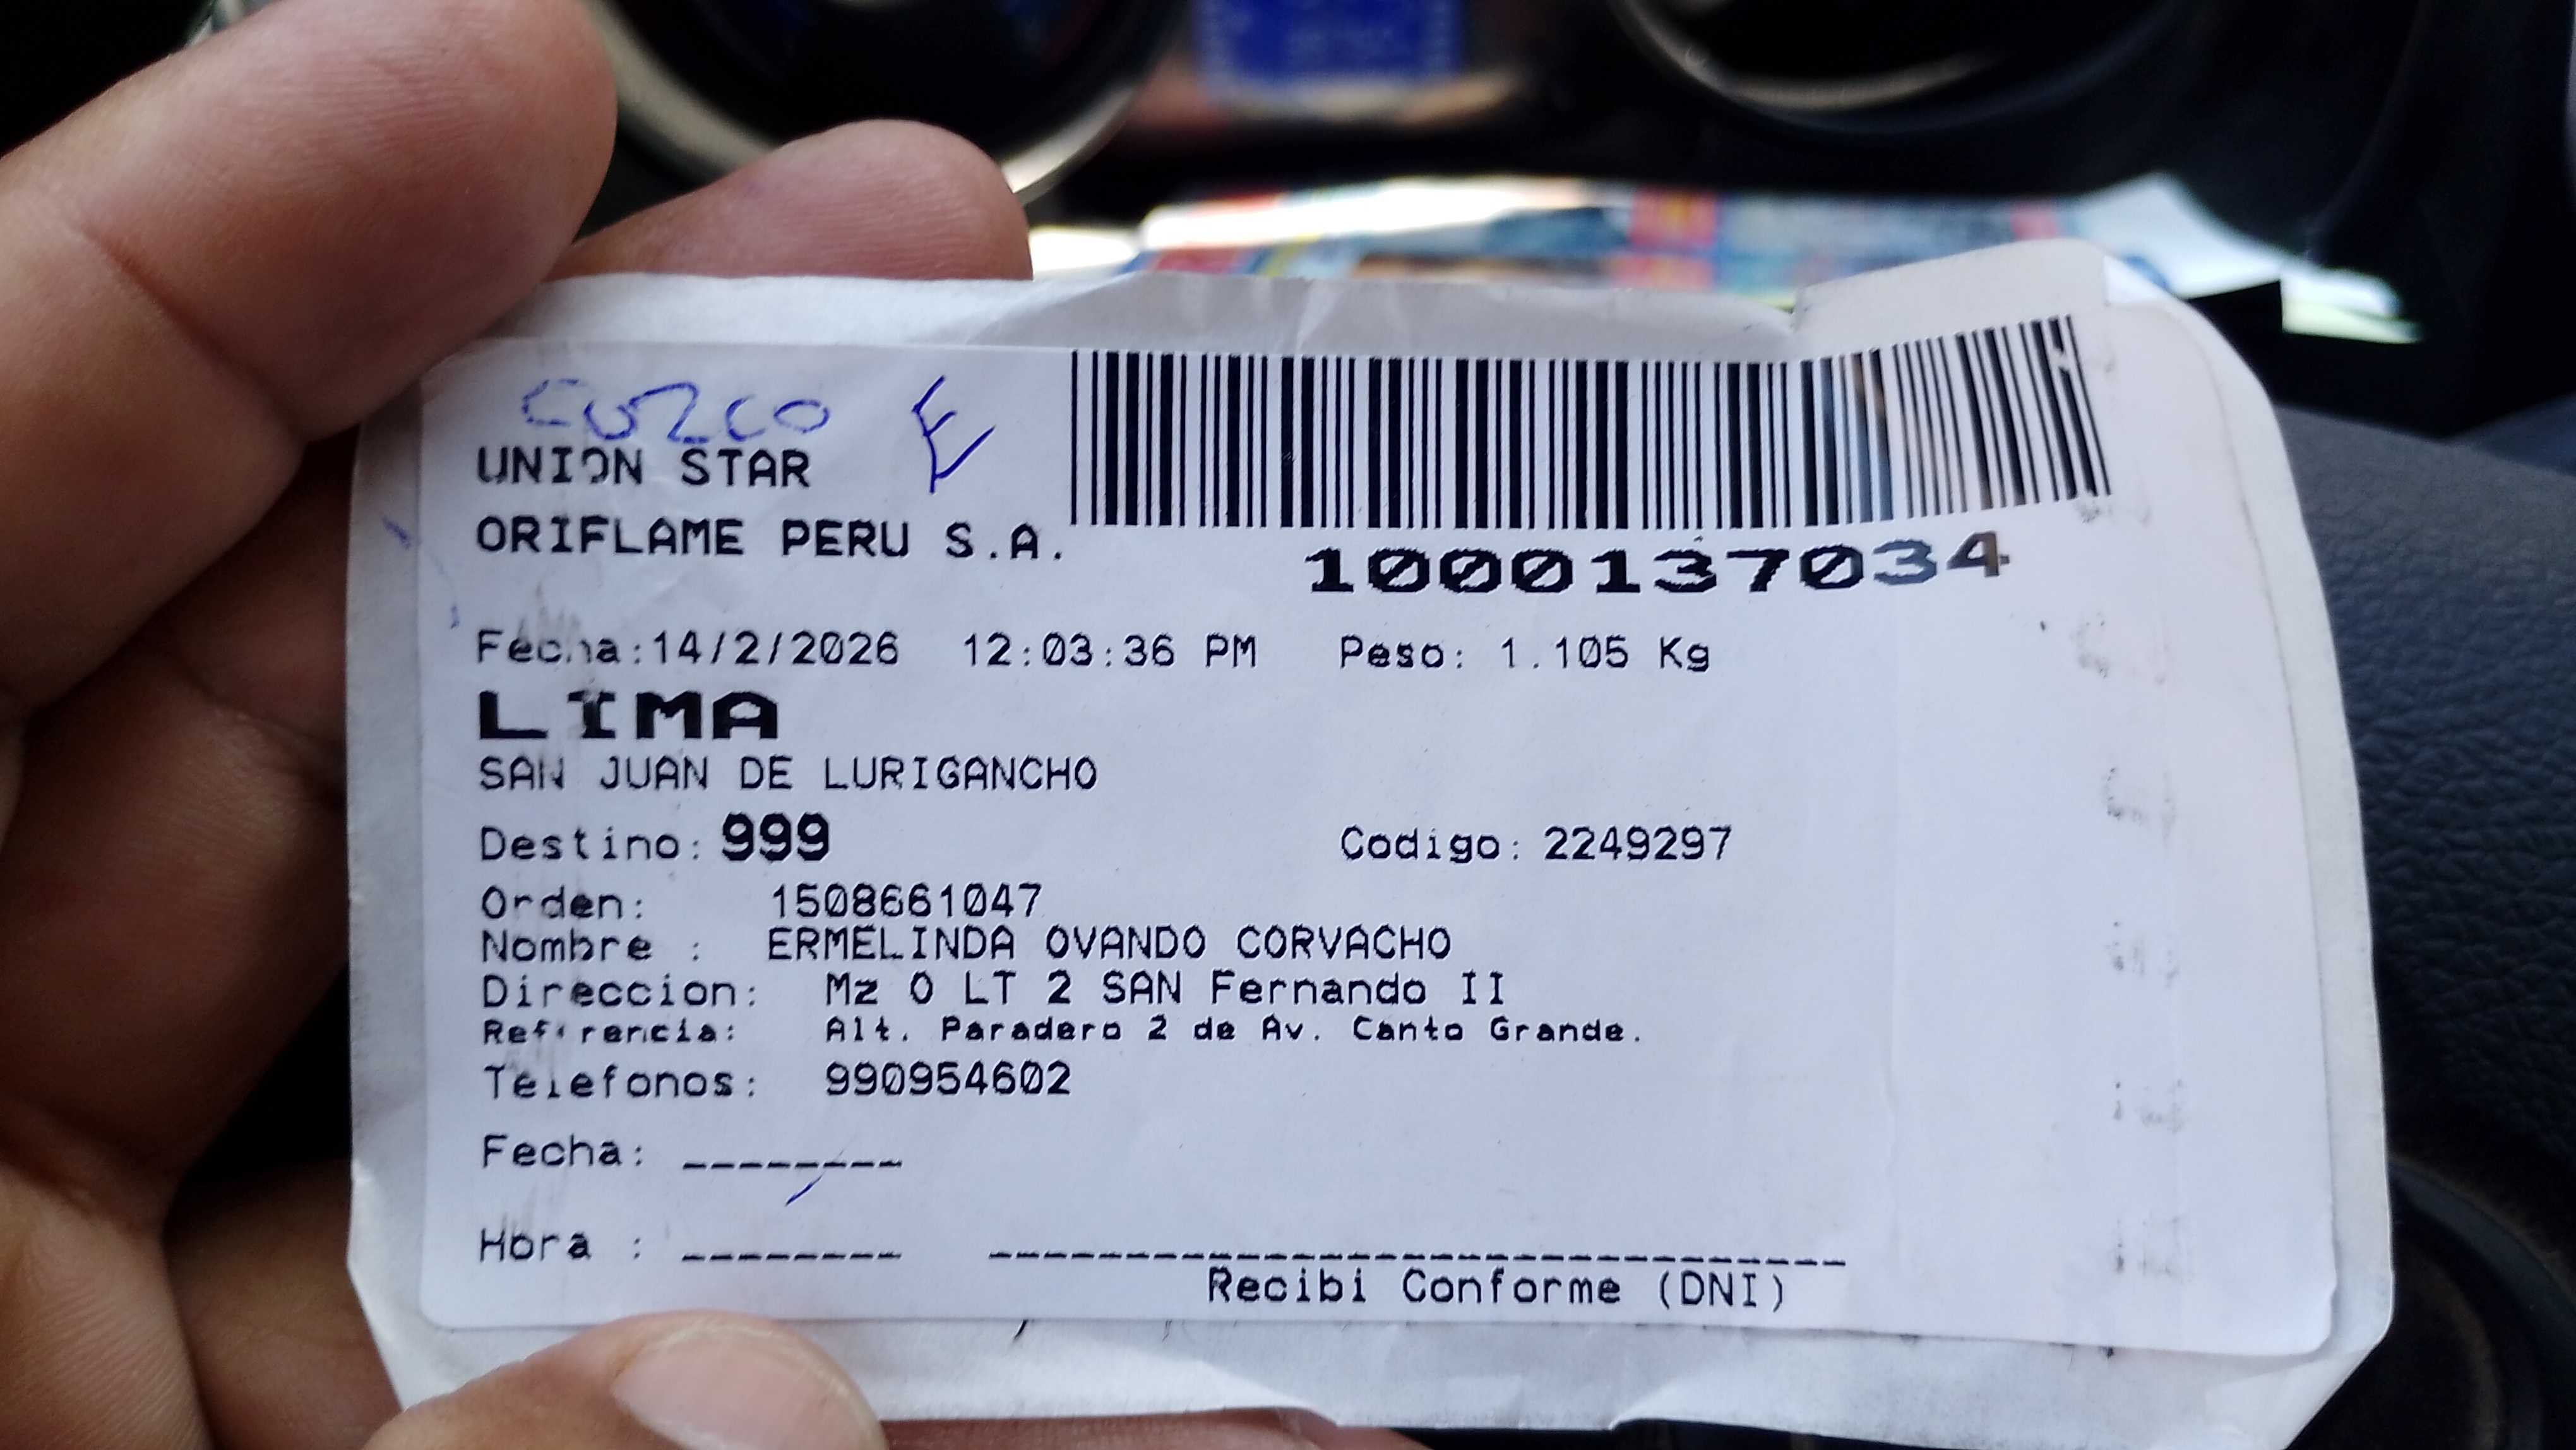 CUZCO E
UNION STAR
ORIFLAME PERU S.A.
1000137034
Fecha:14/2/2026 12:03:36 PM Peso: 1.105 Kg
LIMA
SAN JUAN DE LURIGANCHO
Destino: 999 Codigo: 2249297
Orden: 1508661047
Nombre : ERMELINDA OVANDO CORVACHO
Direccion: Mz O LT 2 SAN Fernando II
Referencia: Alt. Paradero 2 de Av. Canto Grande.
Telefonos: 990954602
Fecha: ________
Hora : ________
Recibi Conforme (DNI)